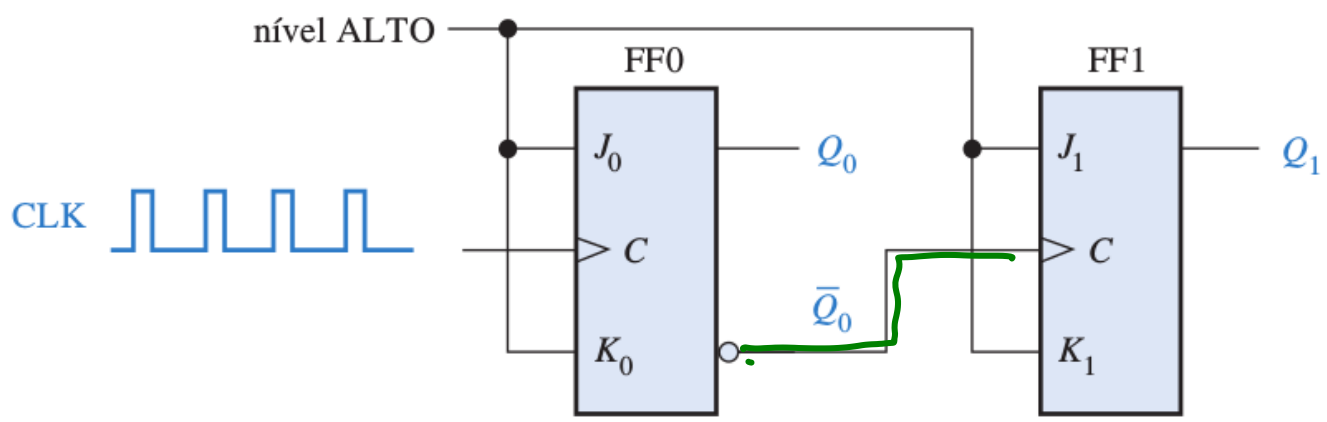 nível ALTO
FF0
FF1
J₀
Q₀
J₁
Q₁
CLK
C
C
Q̅₀
K₀
K₁